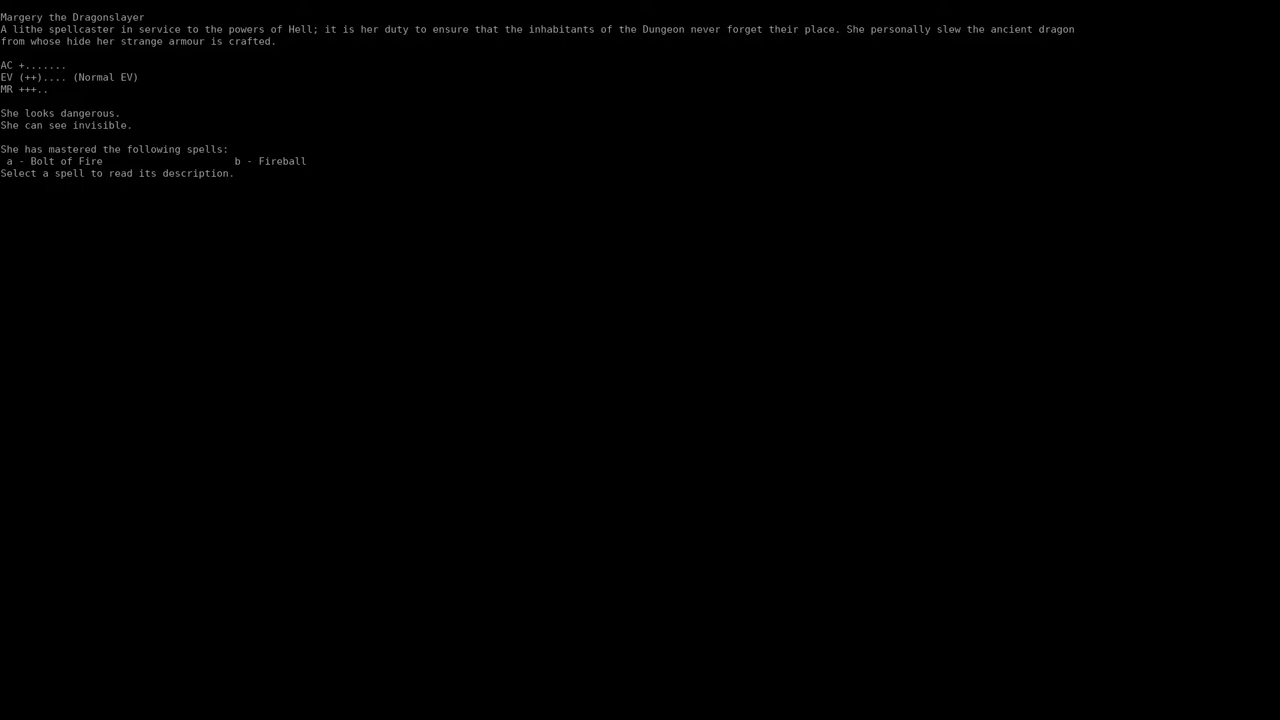 Margery the Dragonslayer
A lithe spellcaster in service to the powers of Hell; it is her duty to ensure that the inhabitants of the Dungeon never forget their place. She personally slew the ancient dragon
from whose hide her strange armour is crafted.
AC +.......
EV (++).... (Normal EV)
MR +++..
She looks dangerous.
She can see invisible.
She has mastered the following spells:
a - Bolt of Fire b - Fireball
Select a spell to read its description.